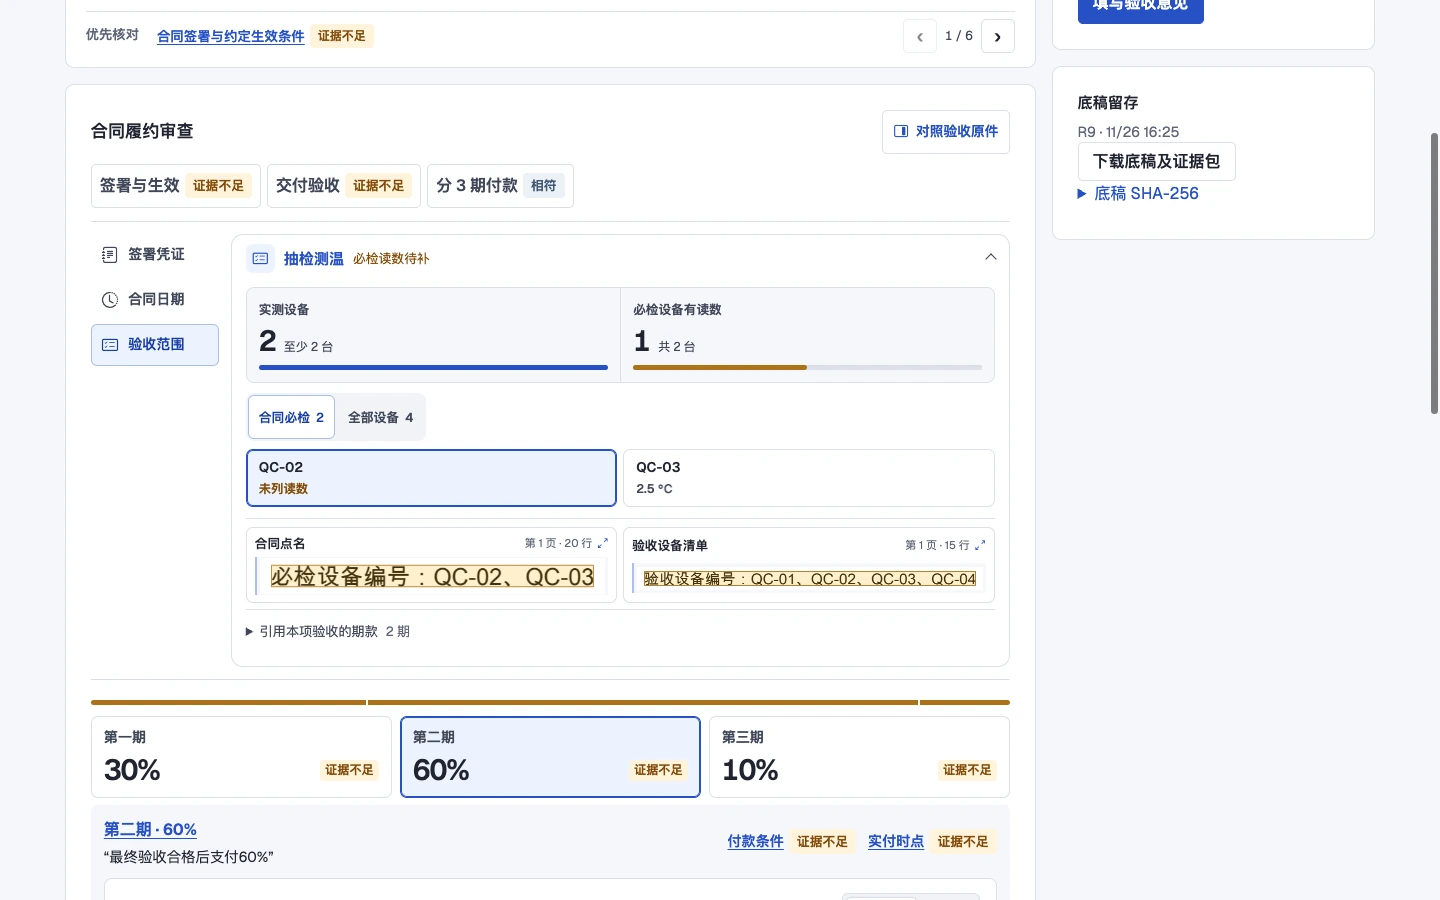 填写验收意见
优先核对 合同签署与约定生效条件 证据不足 ‹ 1 / 6 ›
底稿留存
R9 · 11/26 16:25
下载底稿及证据包
▶ 底稿 SHA-256
合同履约审查 对照验收原件
签署与生效 证据不足 交付验收 证据不足 分 3 期付款 相符
签署凭证
合同日期
验收范围
抽检测温 必检读数待补
实测设备
2 至少 2 台
必检设备有读数
1 共 2 台
合同必检 2 全部设备 4
QC-02
未列读数
QC-03
2.5 °C
合同点名 第 1 页 · 20 行
必检设备编号：QC-02、QC-03
验收设备清单 第 1 页 · 15 行
验收设备编号：QC-01、QC-02、QC-03、QC-04
▶ 引用本项验收的期款 2 期
第一期
30% 证据不足
第二期
60% 证据不足
第三期
10% 证据不足
第二期 · 60%
“最终验收合格后支付60%”
付款条件 证据不足 实付时点 证据不足